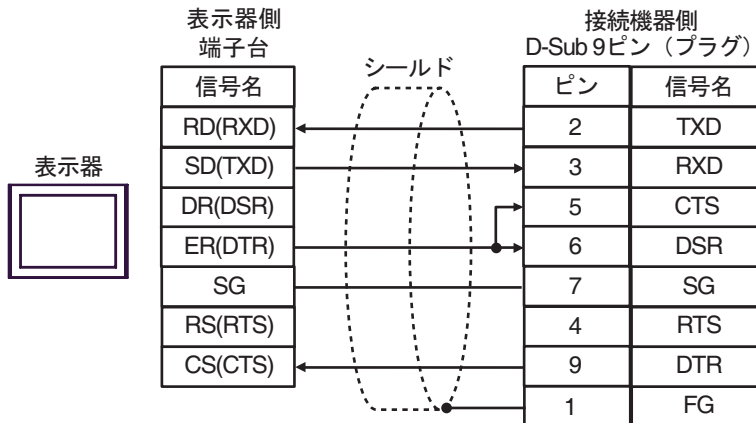 表示器側
端子台
接続機器側
D-Sub 9ピン（プラグ）
シールド
信号名
ピン 信号名
RD(RXD) 2 TXD
表示器
SD(TXD) 3 RXD
DR(DSR) 5 CTS
ER(DTR) 6 DSR
SG 7 SG
RS(RTS) 4 RTS
CS(CTS) 9 DTR
1 FG